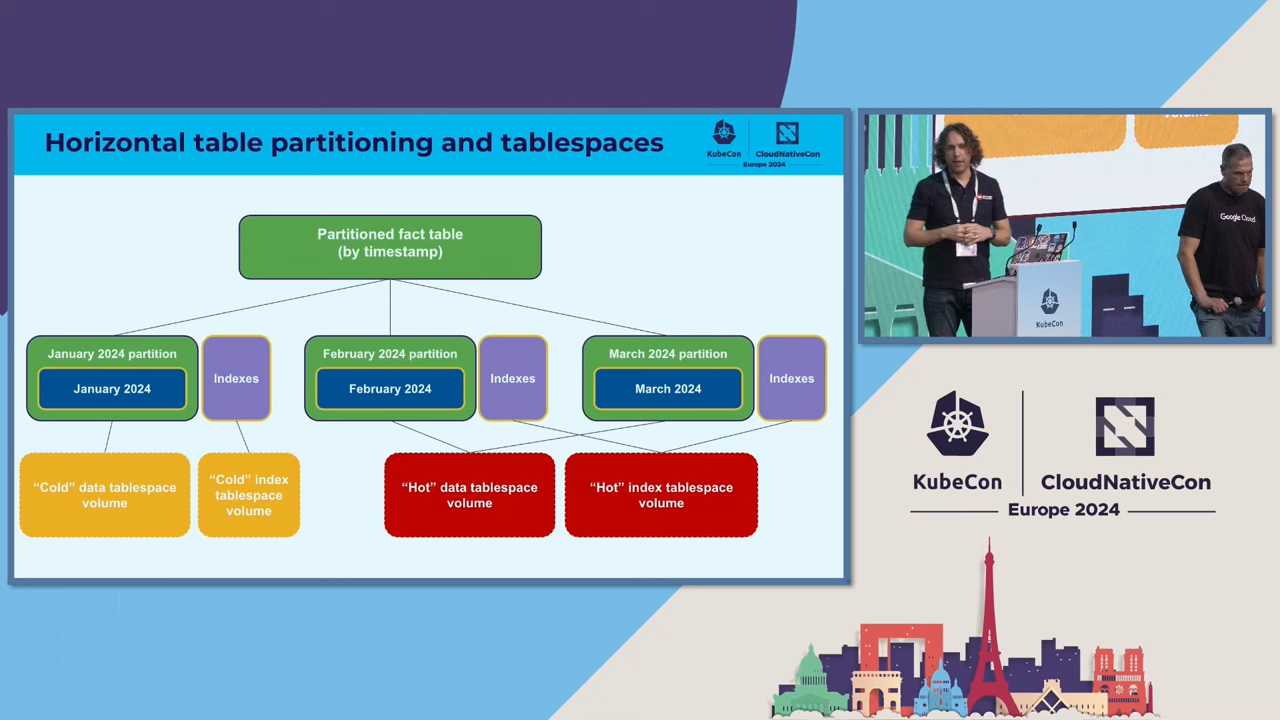 Horizontal table partitioning and tablespaces
KubeCon
CloudNativeCon
Europe 2024
Partitioned fact table
(by timestamp)
January 2024 partition
January 2024
Indexes
February 2024 partition
February 2024
Indexes
March 2024 partition
March 2024
Indexes
“Cold” data tablespace
volume
“Cold” index
tablespace
volume
“Hot” data tablespace
volume
“Hot” index tablespace
volume
volume
Google Cloud
KubeCon
KubeCon
CloudNativeCon
Europe 2024